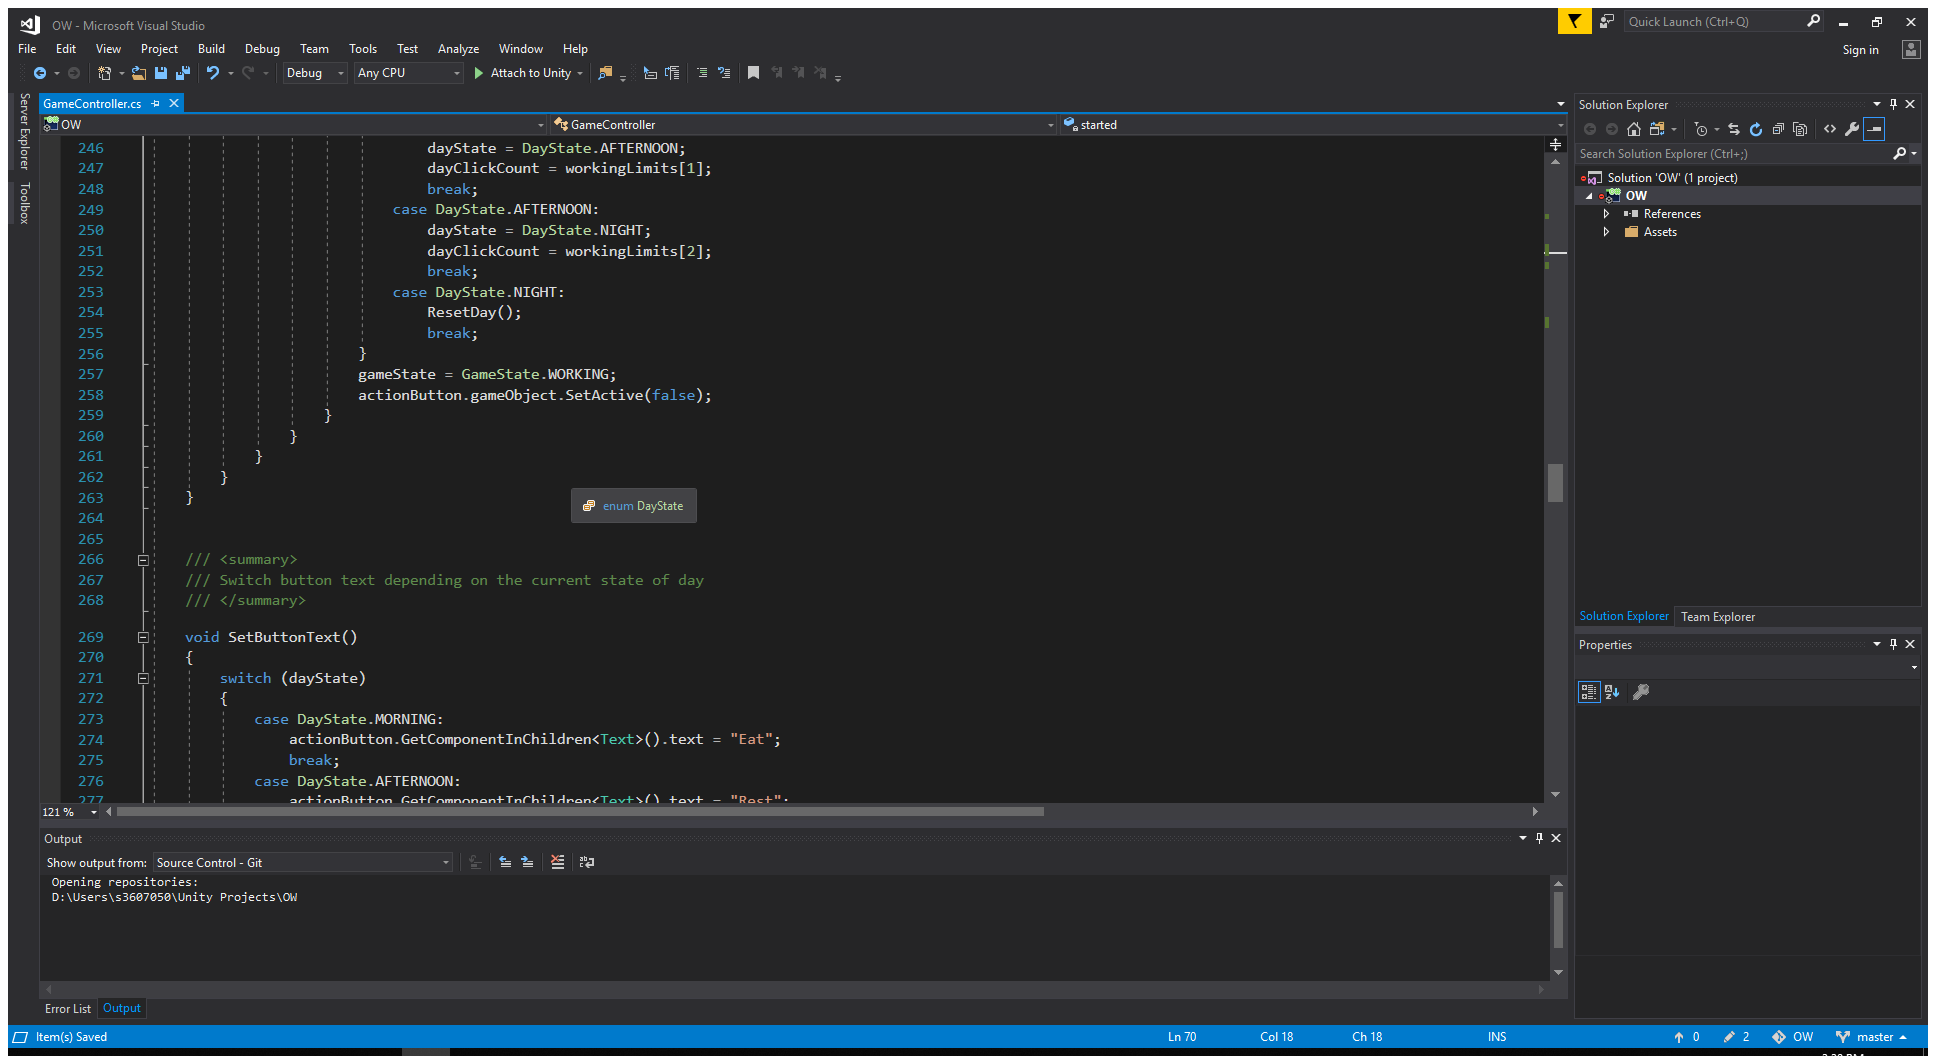 OW - Microsoft Visual Studio
Quick Launch (Ctrl+Q)
File Edit View Project Build Debug Team Tools Test Analyze Window Help
Sign in
Debug Any CPU Attach to Unity
Server Explorer
Toolbox
GameController.cs
OW GameController started
246 dayState = DayState.AFTERNOON;
247 dayClickCount = workingLimits[1];
248 break;
249 case DayState.AFTERNOON:
250 dayState = DayState.NIGHT;
251 dayClickCount = workingLimits[2];
252 break;
253 case DayState.NIGHT:
254 ResetDay();
255 break;
256 }
257 gameState = GameState.WORKING;
258 actionButton.gameObject.SetActive(false);
259 }
260 }
261 }
262 }
263 }
enum DayState
264
265
266 /// <summary>
267 /// Switch button text depending on the current state of day
268 /// </summary>
269 void SetButtonText()
270 {
271 switch (dayState)
272 {
273 case DayState.MORNING:
274 actionButton.GetComponentInChildren<Text>().text = "Eat";
275 break;
276 case DayState.AFTERNOON:
277 actionButton.GetComponentInChildren<Text>().text = "Rest";
121 %
Output
Show output from: Source Control - Git
Opening repositories:
D:\Users\s3607050\Unity Projects\OW
Error List Output
Solution Explorer
Search Solution Explorer (Ctrl+;)
Solution 'OW' (1 project)
OW
References
Assets
Solution Explorer Team Explorer
Properties
Item(s) Saved Ln 70 Col 18 Ch 18 INS 0 2 OW master